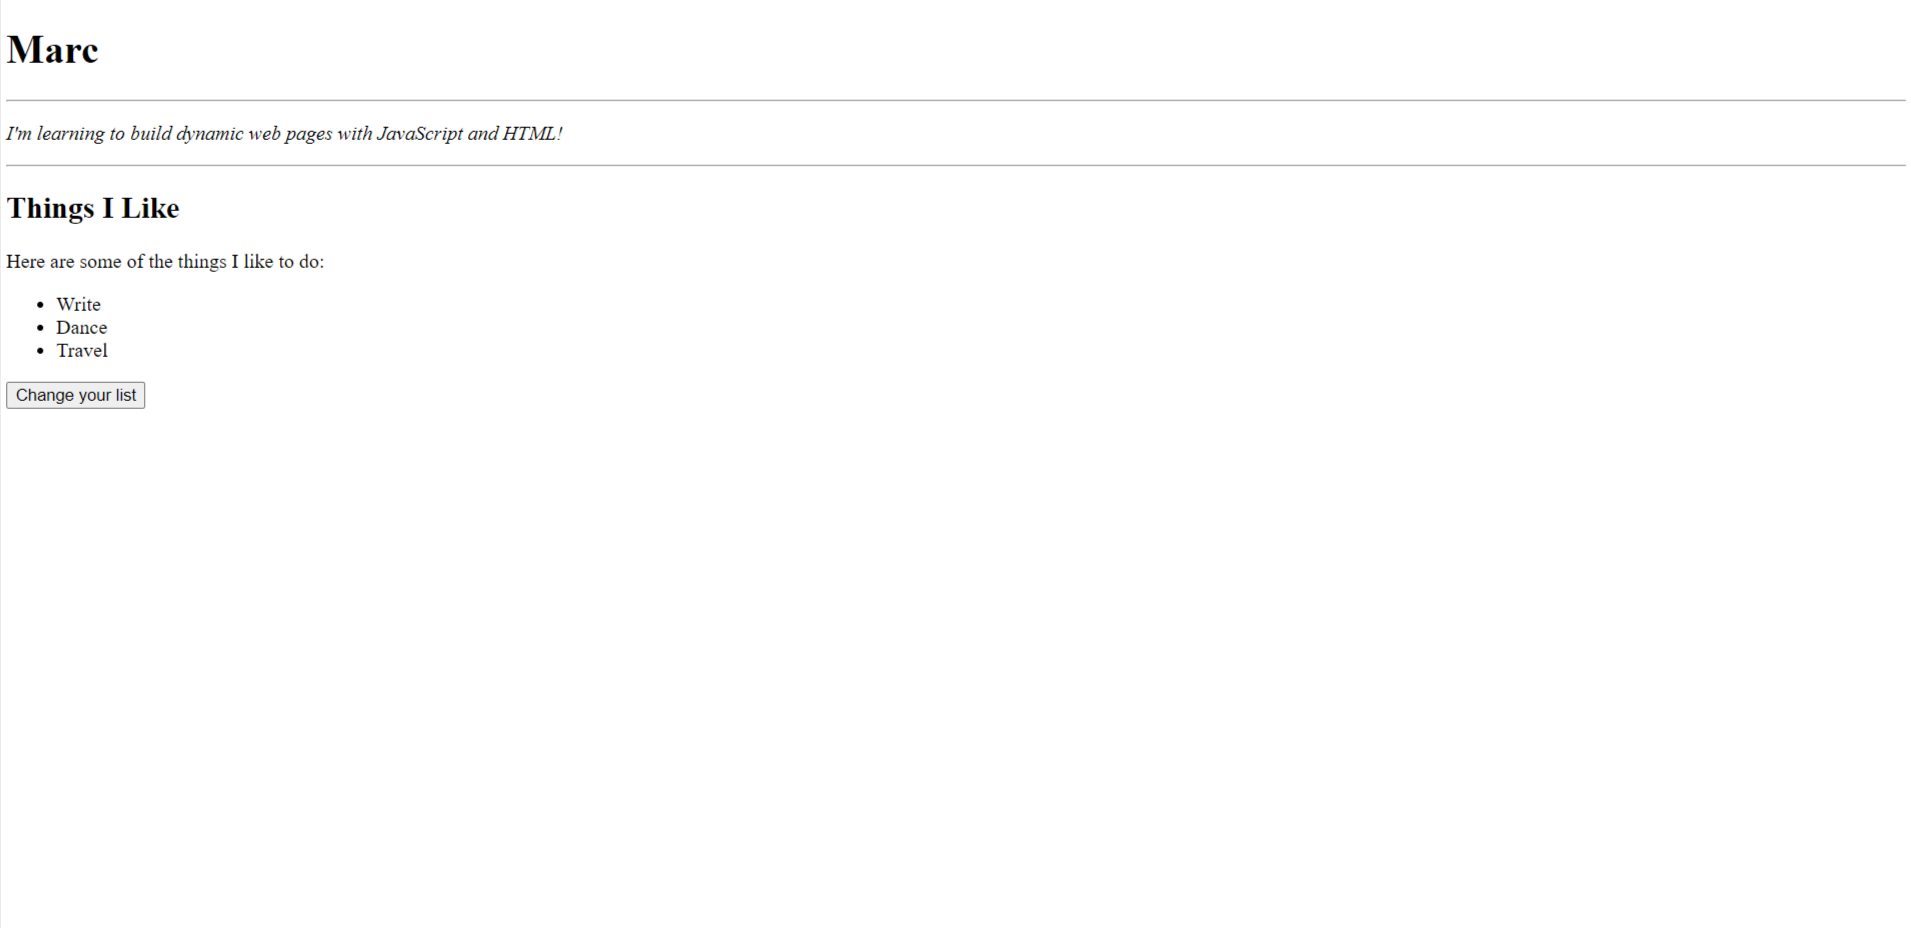 Marc
I'm learning to build dynamic web pages with JavaScript and HTML!
Things I Like
Here are some of the things I like to do:
Write
Dance
Travel
Change your list